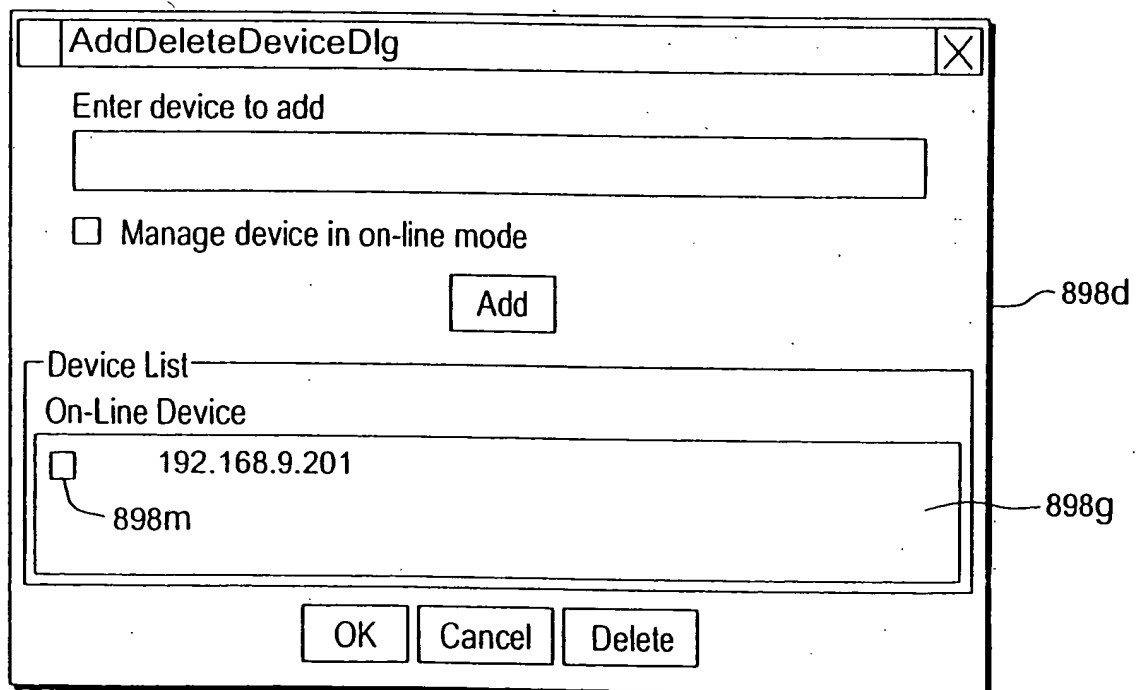 AddDeleteDeviceDlg
Enter device to add
Manage device in on-line mode
Add
898d
Device List
On-Line Device
192.168.9.201
898m
898g
OK Cancel Delete